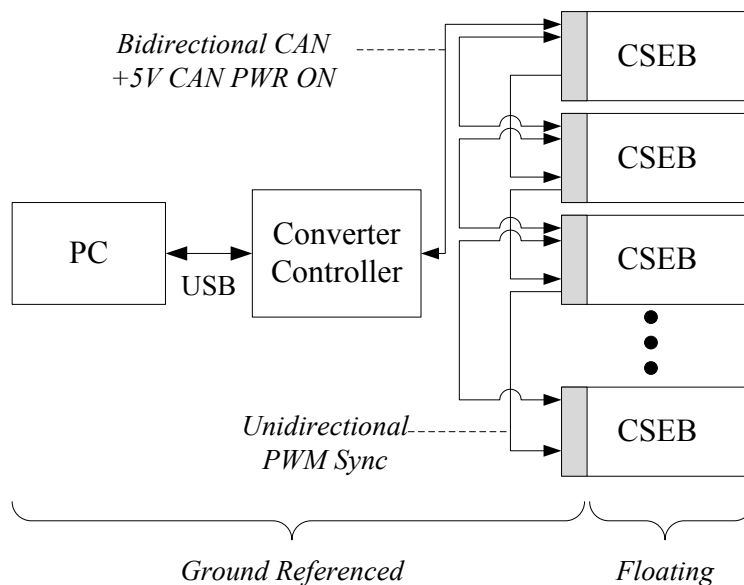 Bidirectional CAN
+5V CAN PWR ON
CSEB
CSEB
PC
USB
Converter
Controller
CSEB
Unidirectional
PWM Sync
CSEB
Ground Referenced
Floating